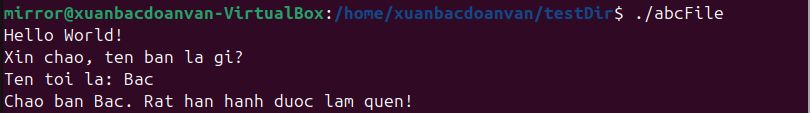 mirror@xuanbacdoanvan-VirtualBox:/home/xuanbacdoanvan/testDir$ ./abcFile
Hello World!
Xin chao, ten ban la gi?
Ten toi la: Bac
Chao ban Bac. Rat han hanh duoc lam quen!